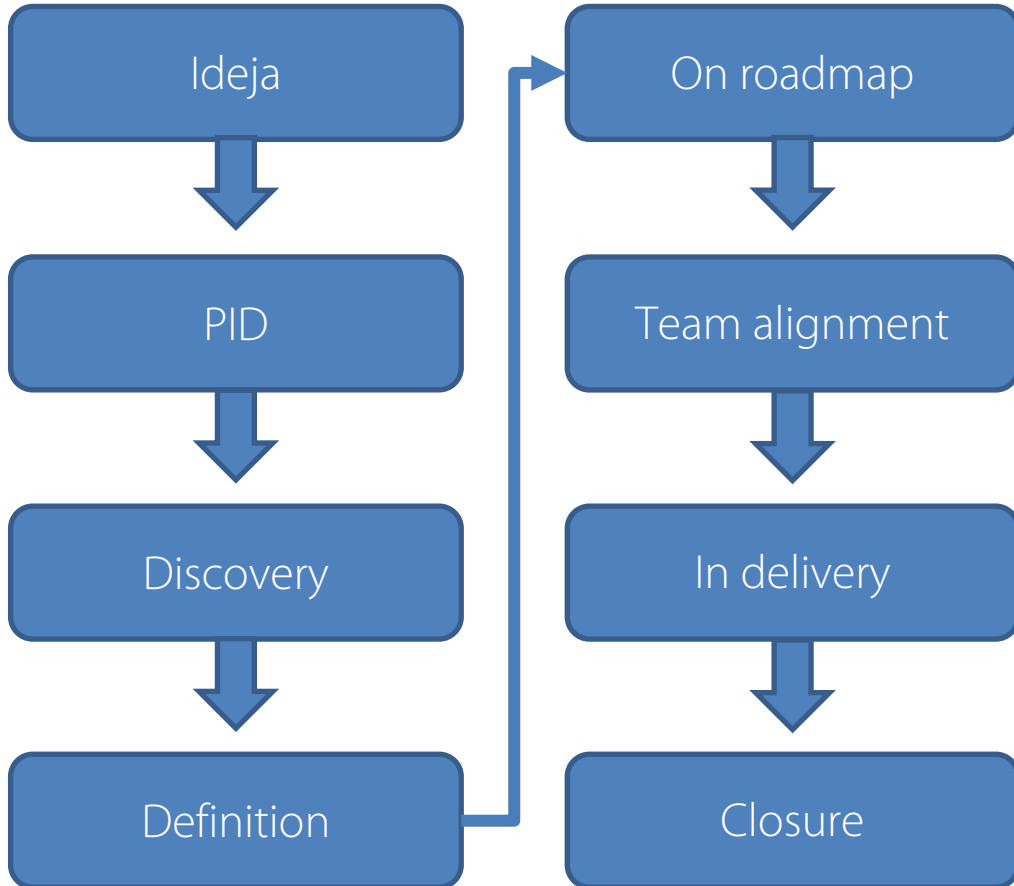 Ideja
PID
Discovery
Definition
On roadmap
Team alignment
In delivery
Closure